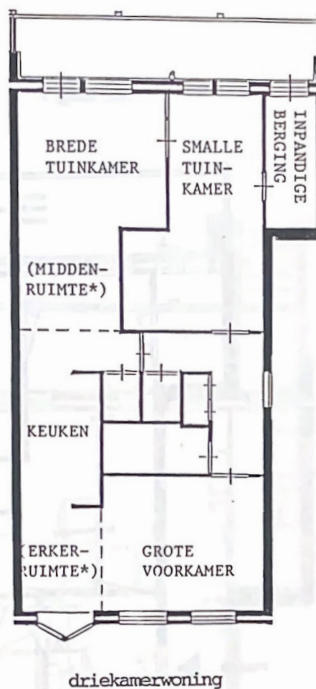 BREDE
TUINKAMER
SMALLE
TUIN-
KAMER
INPANDIGE
BERGING
(MIDDEN-
RUIMTE*)
KEUKEN
(ERKER-
RUIMTE*)
GROTE
VOORKAMER
driekamerwoning